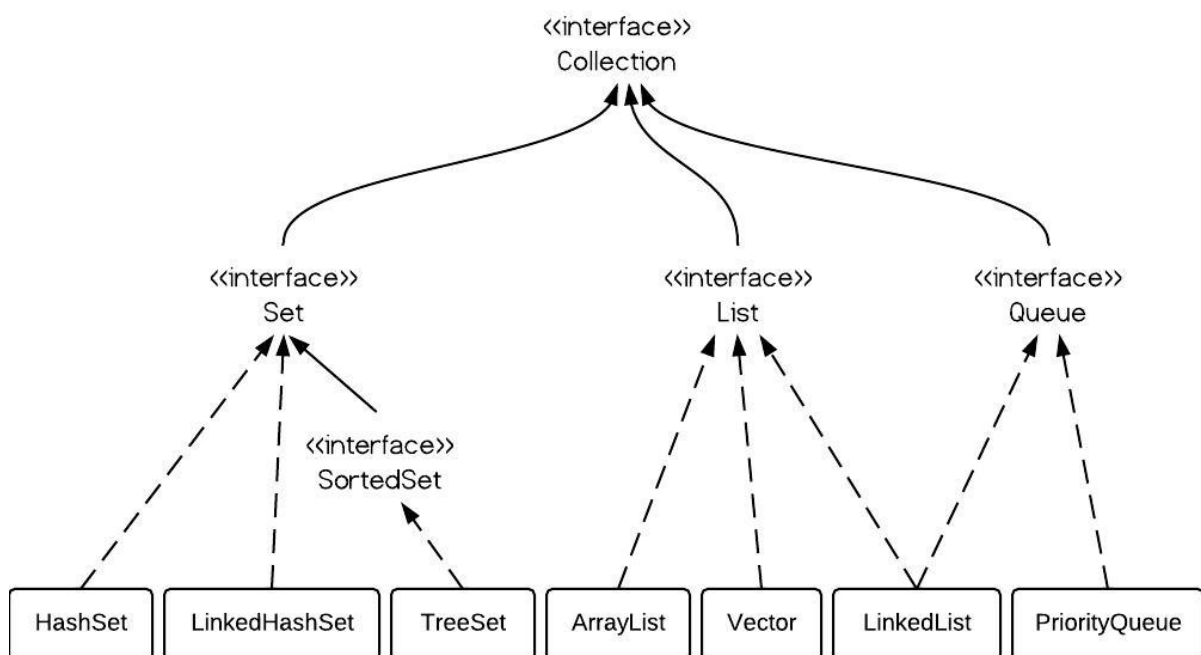 <<interface>>
Collection
<<interface>>
Set
<<interface>>
List
<<interface>>
Queue
<<interface>>
SortedSet
HashSet
LinkedHashSet
TreeSet
ArrayList
Vector
LinkedList
PriorityQueue